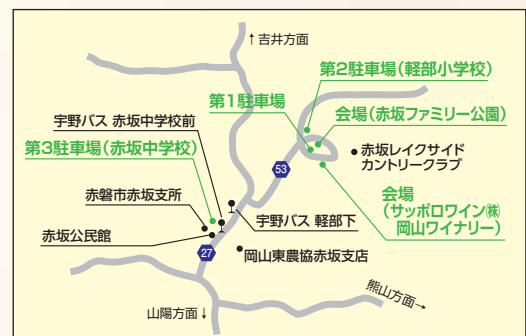 ↑吉井方面
第2駐車場(軽部小学校)
第1駐車場
会場(赤坂ファミリー公園)
宇野バス 赤坂中学校前
第3駐車場(赤坂中学校)
赤坂レイクサイド
カントリークラブ
53
会場
(サッポロワイン㈱
岡山ワイナリー)
赤磐市赤坂支所
宇野バス 軽部下
赤坂公民館
岡山東農協赤坂支店
27
熊山方面→
山陽方面↓